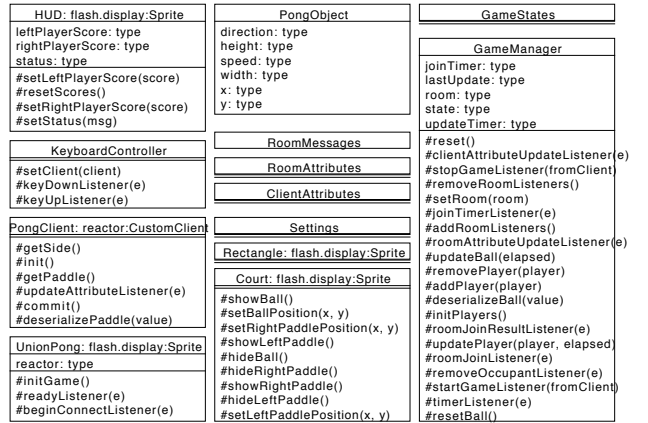 HUD: flash.display:Sprite
leftPlayerScore: type
rightPlayerScore: type
status: type
#setLeftPlayerScore(score)
#resetScores()
#setRightPlayerScore(score)
#setStatus(msg)
KeyboardController
#setClient(client)
#keyDownListener(e)
#keyUpListener(e)
PongClient: reactor:CustomClient
#getSide()
#init()
#getPaddle()
#updateAttributeListener(e)
#commit()
#deserializePaddle(value)
UnionPong: flash.display:Sprite
reactor: type
#initGame()
#readyListener(e)
#beginConnectListener(e)
PongObject
direction: type
height: type
speed: type
width: type
x: type
y: type
RoomMessages
RoomAttributes
ClientAttributes
Settings
Rectangle: flash.display:Sprite
Court: flash.display:Sprite
#showBall()
#setBallPosition(x, y)
#setRightPaddlePosition(x, y)
#showLeftPaddle()
#hideBall()
#hideRightPaddle()
#showRightPaddle()
#hideLeftPaddle()
#setLeftPaddlePosition(x, y)
GameStates
GameManager
joinTimer: type
lastUpdate: type
room: type
state: type
updateTimer: type
#reset()
#clientAttributeUpdateListener(e)
#stopGameListener(fromClient)
#removeRoomListeners()
#setRoom(room)
#joinTimerListener(e)
#addRoomListeners()
#roomAttributeUpdateListener(e)
#updateBall(elapsed)
#removePlayer(player)
#addPlayer(player)
#deserializeBall(value)
#initPlayers()
#roomJoinResultListener(e)
#updatePlayer(player, elapsed)
#roomJoinListener(e)
#removeOccupantListener(e)
#startGameListener(fromClient)
#timerListener(e)
#resetBall()